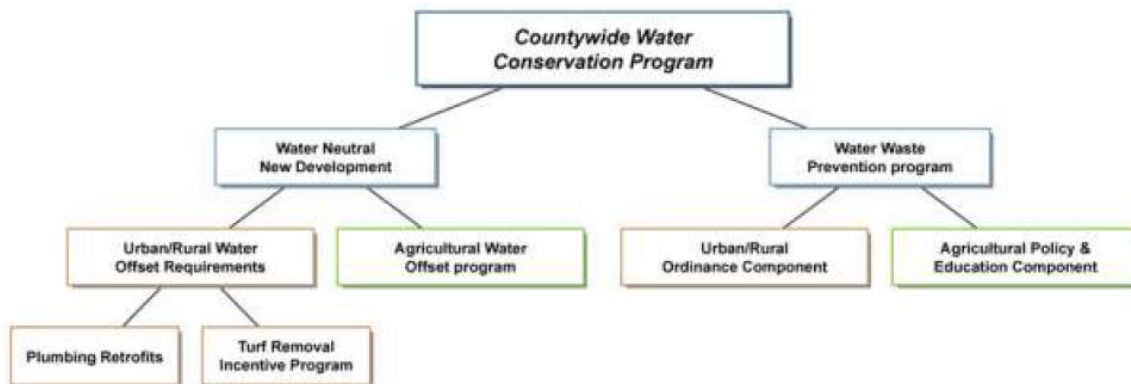 Countywide Water
Conservation Program
Water Neutral
New Development
Water Waste
Prevention program
Urban/Rural Water
Offset Requirements
Agricultural Water
Offset program
Urban/Rural
Ordinance Component
Agricultural Policy &
Education Component
Plumbing Retrofits
Turf Removal
Incentive Program